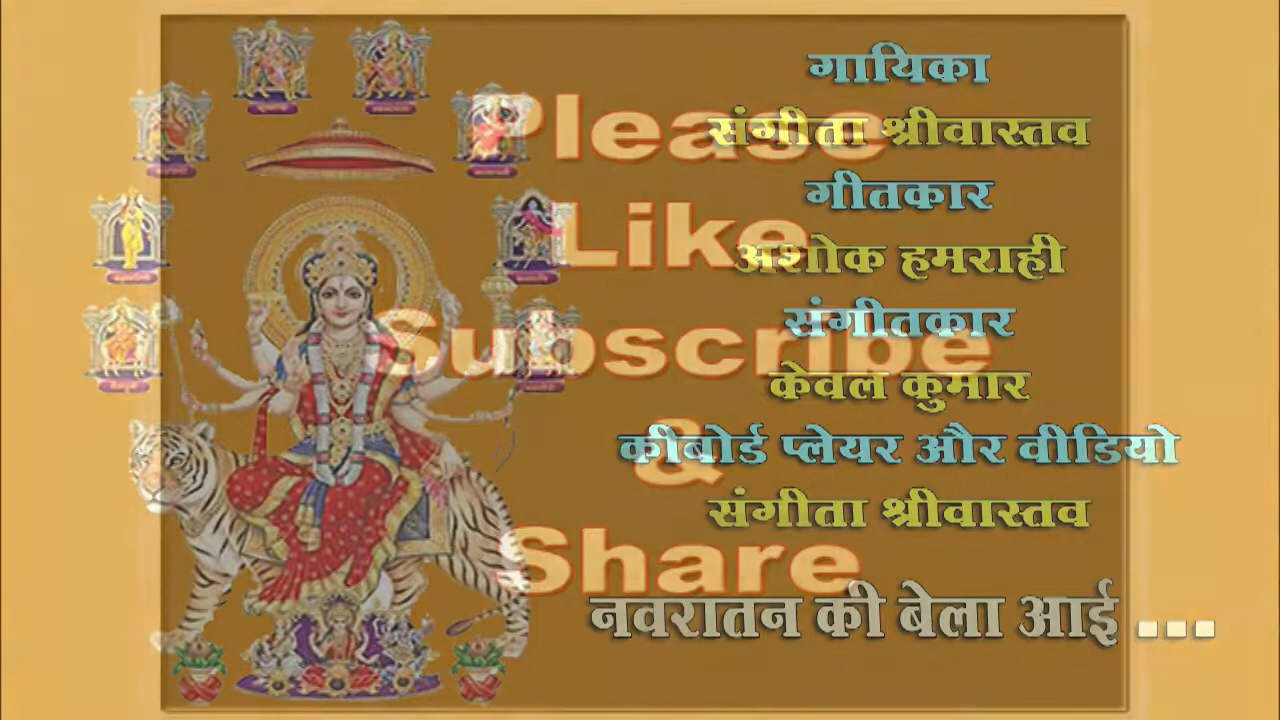 गायिका
संगीता श्रीवास्तव
गीतकार
अशोक हमराही
संगीतकार
केवल कुमार
कीबोर्ड प्लेयर और वीडियो
संगीता श्रीवास्तव
नवरातन की बेला आई ...
Please
Like
Subscribe
&
Share